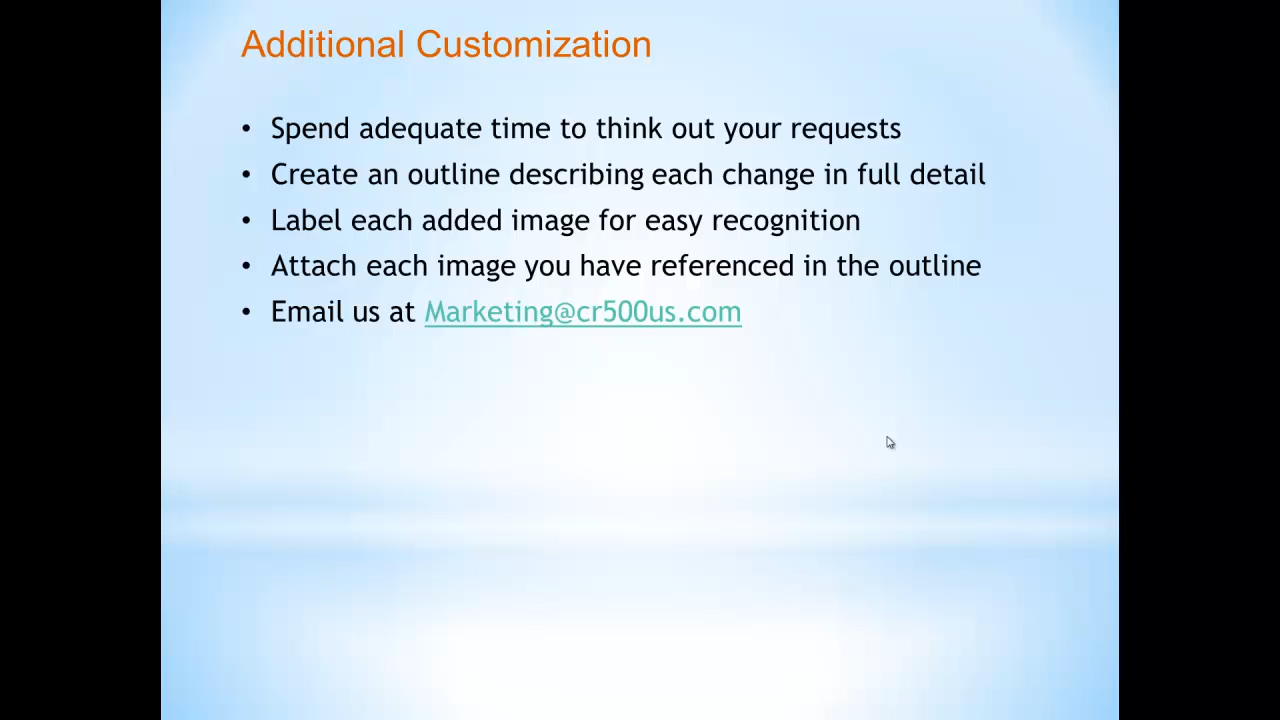 Additional Customization
• Spend adequate time to think out your requests
• Create an outline describing each change in full detail
• Label each added image for easy recognition
• Attach each image you have referenced in the outline
• Email us at Marketing@cr500us.com